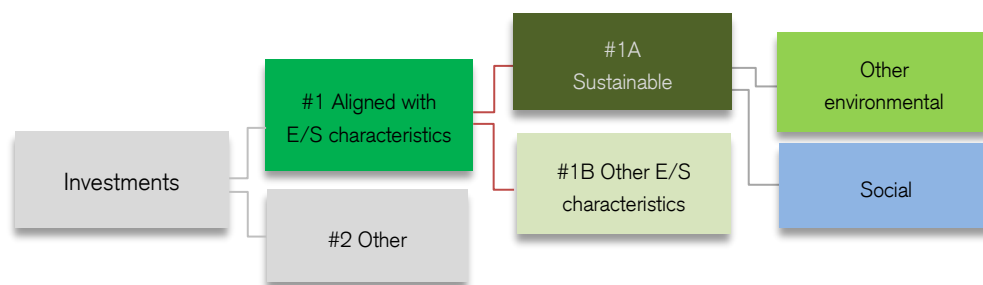 Investments
#1 Aligned with
E/S characteristics
#2 Other
#1A
Sustainable
#1B Other E/S
characteristics
Other
environmental
Social